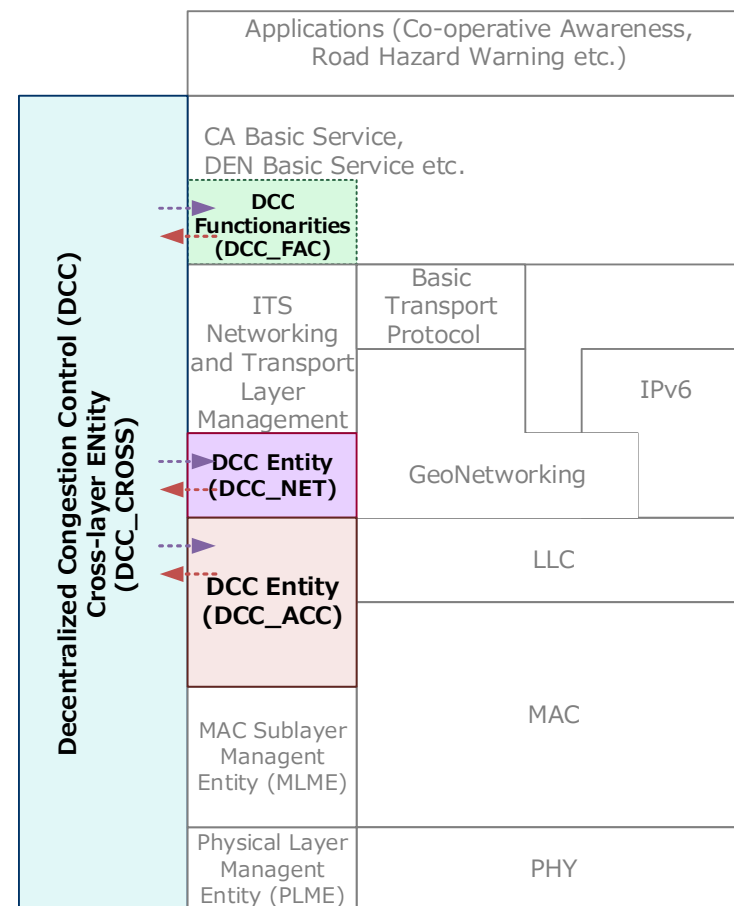 Applications (Co-operative Awareness,
Road Hazard Warning etc.)
CA Basic Service,
DEN Basic Service etc.
DCC
Functionarities
(DCC_FAC)
Decentralized Congestion Control (DCC)
Cross-layer ENtity
(DCC_CROSS)
ITS
Networking
and Transport
Layer
Management
Basic
Transport
Protocol
IPv6
DCC Entity
(DCC_NET)
GeoNetworking
DCC Entity
(DCC_ACC)
LLC
MAC Sublayer
Managent
Entity (MLME)
MAC
Physical Layer
Managent
Entity (PLME)
PHY